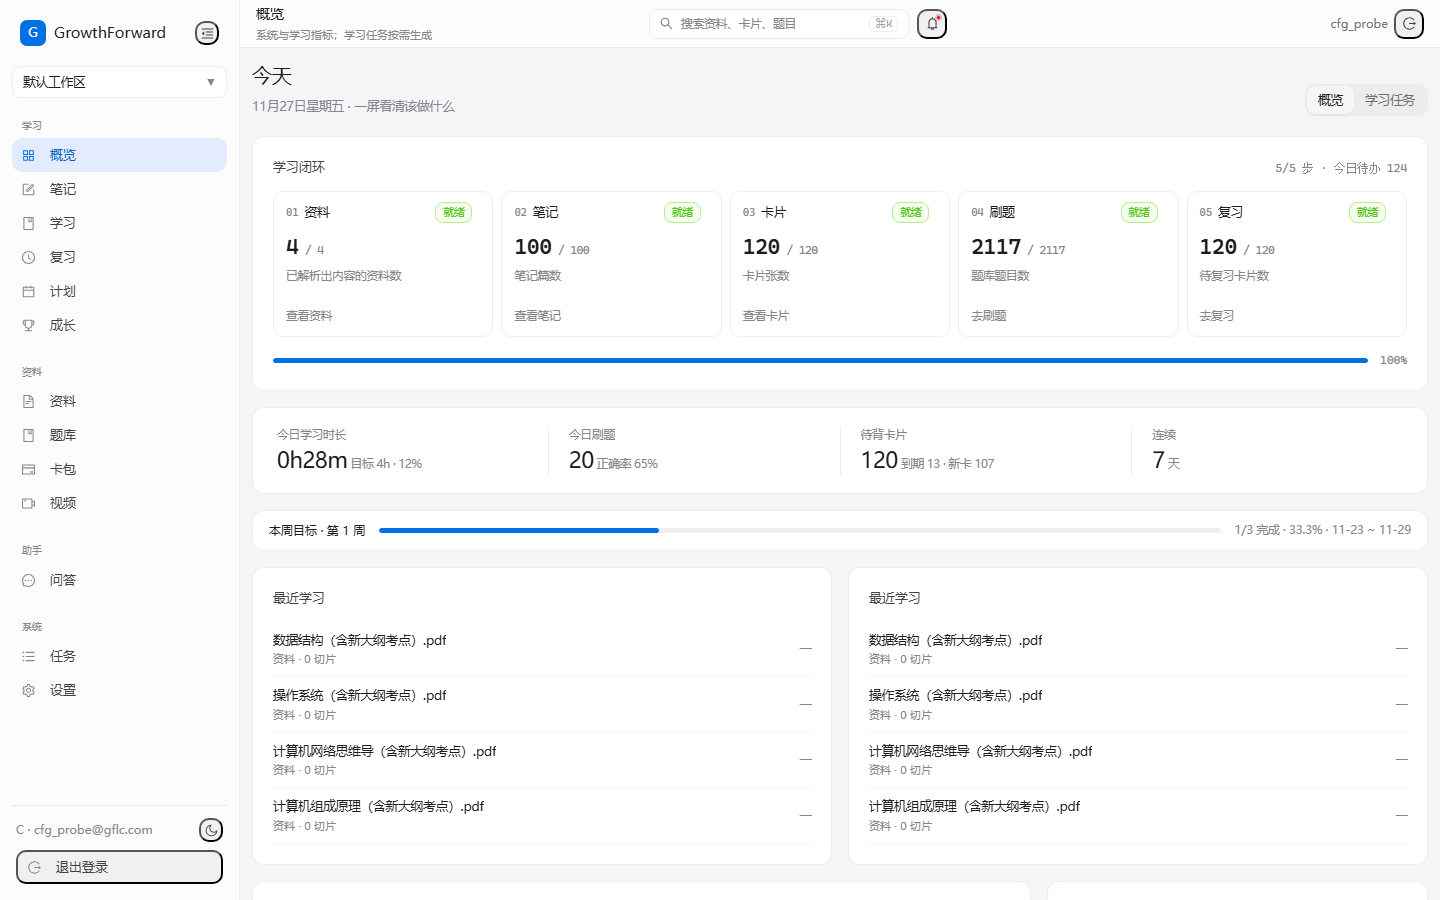 G GrowthForward
默认工作区 ▼
学习
概览
笔记
学习
复习
计划
成长
资料
资料
题库
卡包
视频
助手
问答
系统
任务
设置
C · cfg_probe@gflc.com
退出登录
概览
系统与学习指标；学习任务按需生成
搜索资料、卡片、题目 ⌘K
cfg_probe
今天
11月27日星期五 · 一屏看清该做什么
概览 学习任务
学习闭环
5/5 步 · 今日待办 124
01 资料 就绪
4 / 4
已解析出内容的资料数
查看资料
02 笔记 就绪
100 / 100
笔记篇数
查看笔记
03 卡片 就绪
120 / 120
卡片张数
查看卡片
04 刷题 就绪
2117 / 2117
题库题目数
去刷题
05 复习 就绪
120 / 120
待复习卡片数
去复习
100%
今日学习时长
0h28m 目标 4h · 12%
今日刷题
20 正确率 65%
待背卡片
120 到期 13 · 新卡 107
连续
7 天
本周目标 · 第 1 周
1/3 完成 · 33.3% · 11-23 ~ 11-29
最近学习
数据结构（含新大纲考点）.pdf
资料 · 0 切片
—
操作系统（含新大纲考点）.pdf
资料 · 0 切片
—
计算机网络思维导（含新大纲考点）.pdf
资料 · 0 切片
—
计算机组成原理（含新大纲考点）.pdf
资料 · 0 切片
—
最近学习
数据结构（含新大纲考点）.pdf
资料 · 0 切片
—
操作系统（含新大纲考点）.pdf
资料 · 0 切片
—
计算机网络思维导（含新大纲考点）.pdf
资料 · 0 切片
—
计算机组成原理（含新大纲考点）.pdf
资料 · 0 切片
—